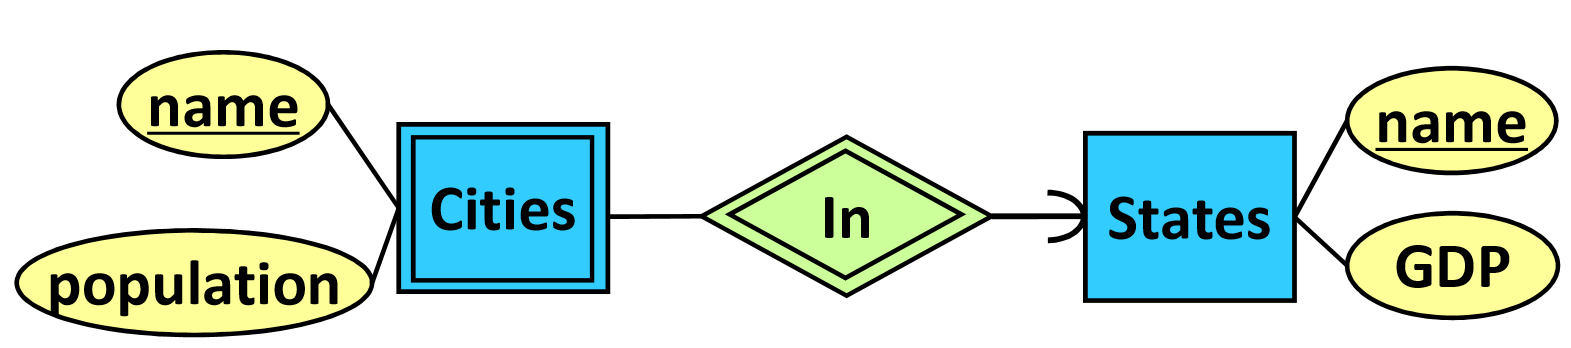 name
population
Cities
In
States
name
GDP